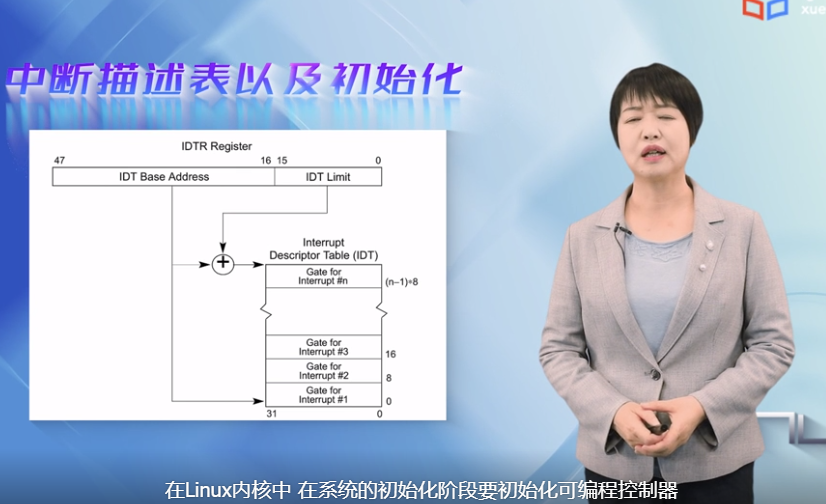 xue
中断描述表以及初始化
IDTR Register
47 16 15 0
IDT Base Address IDT Limit
+
Interrupt
Descriptor Table (IDT)
Gate for
Interrupt #n
(n−1)*8
Gate for
Interrupt #3
16
Gate for
Interrupt #2
8
Gate for
Interrupt #1
0
31 0
在Linux内核中 在系统的初始化阶段要初始化可编程控制器